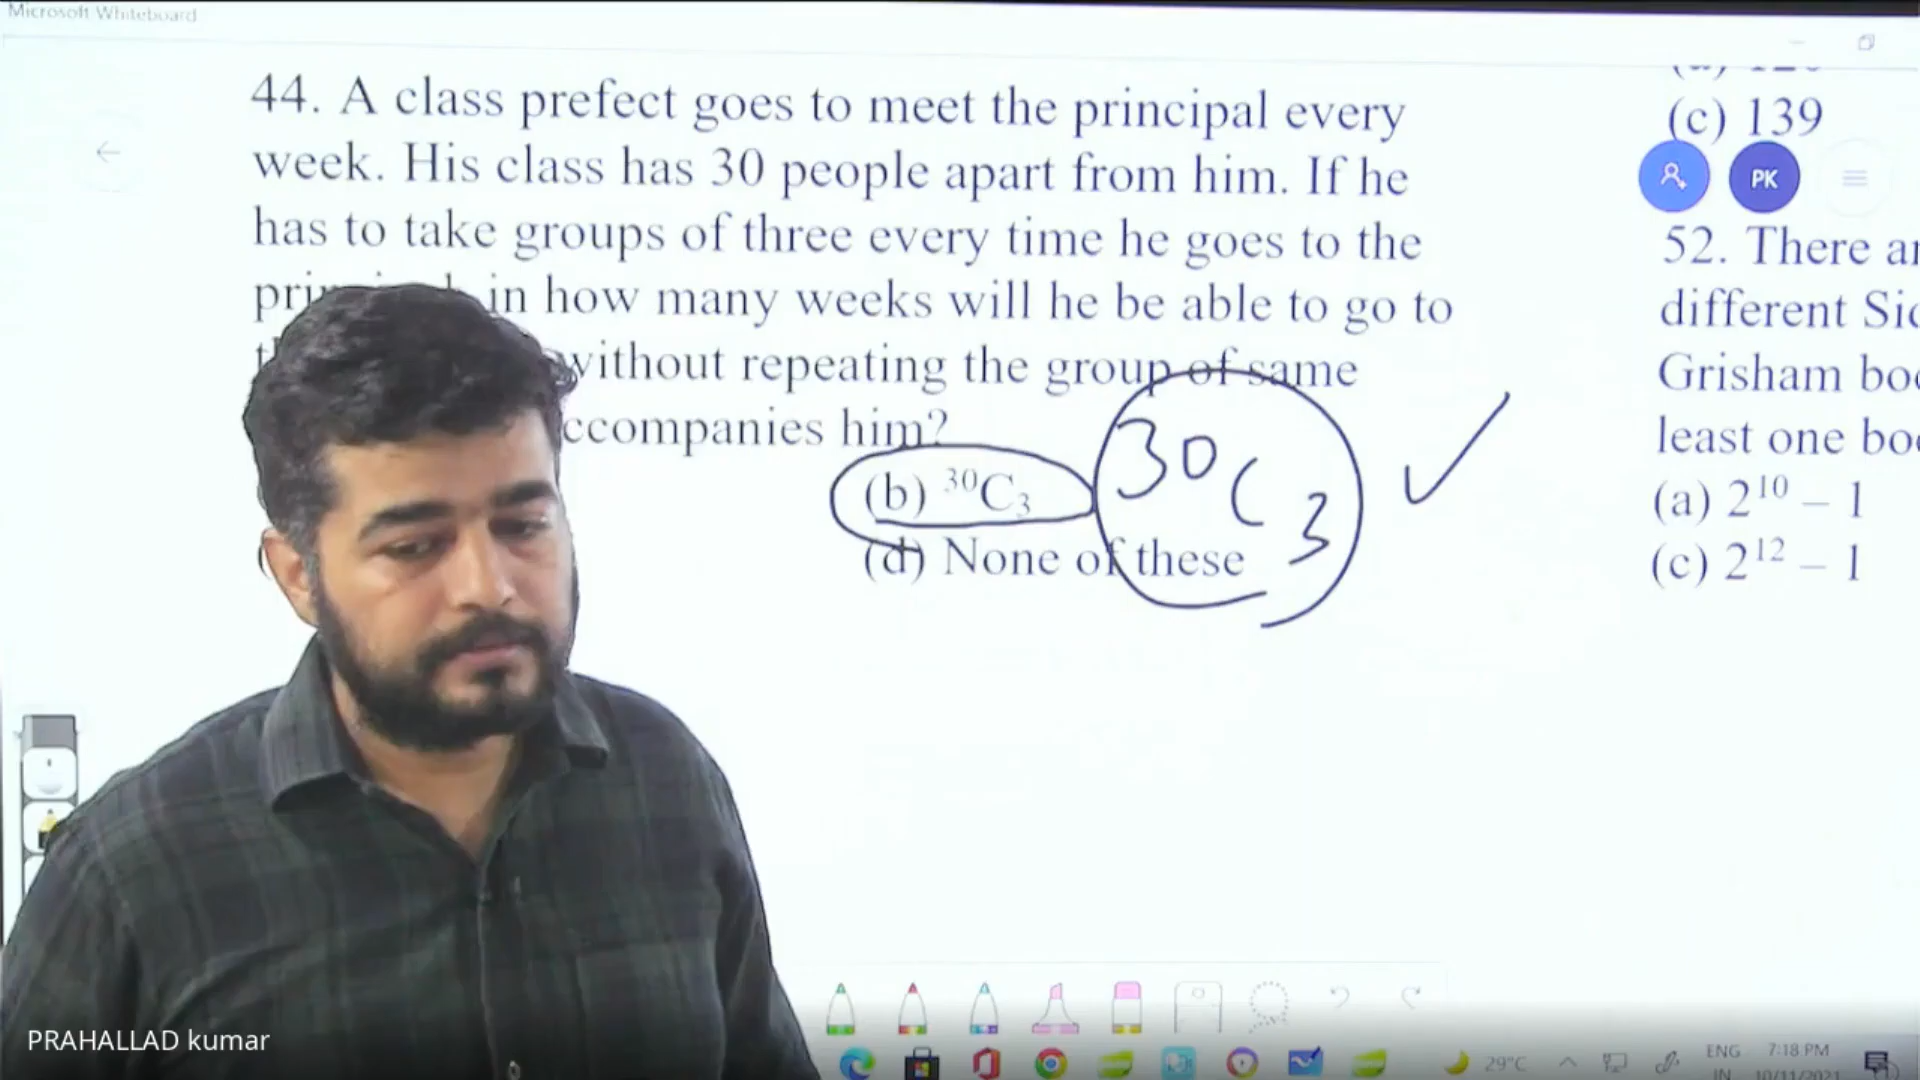 Microsoft Whiteboard
44. A class prefect goes to meet the principal every
week. His class has 30 people apart from him. If he
has to take groups of three every time he goes to the
in how many weeks will he be able to go to
without repeating the group of same
him?
(b) ³⁰C₃
(d) None of these
30C3
(c) 139
PK
52. There
different
Grisham
least one
(a) 2¹⁰ – 1
(c) 2¹² – 1
PRAHALLAD kumar
29°C
ENG
IN
7:18 PM
10/11/2021